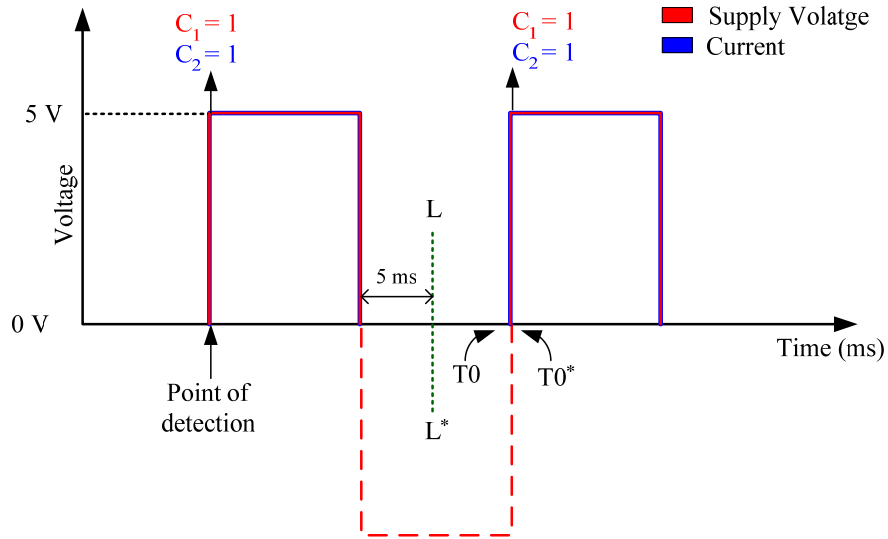 C1 = 1
C2 = 1
C1 = 1
C2 = 1
Supply Volatge
Current
5 V
Voltage
L
5 ms
0 V
Time (ms)
T0
T0*
Point of
detection
L*